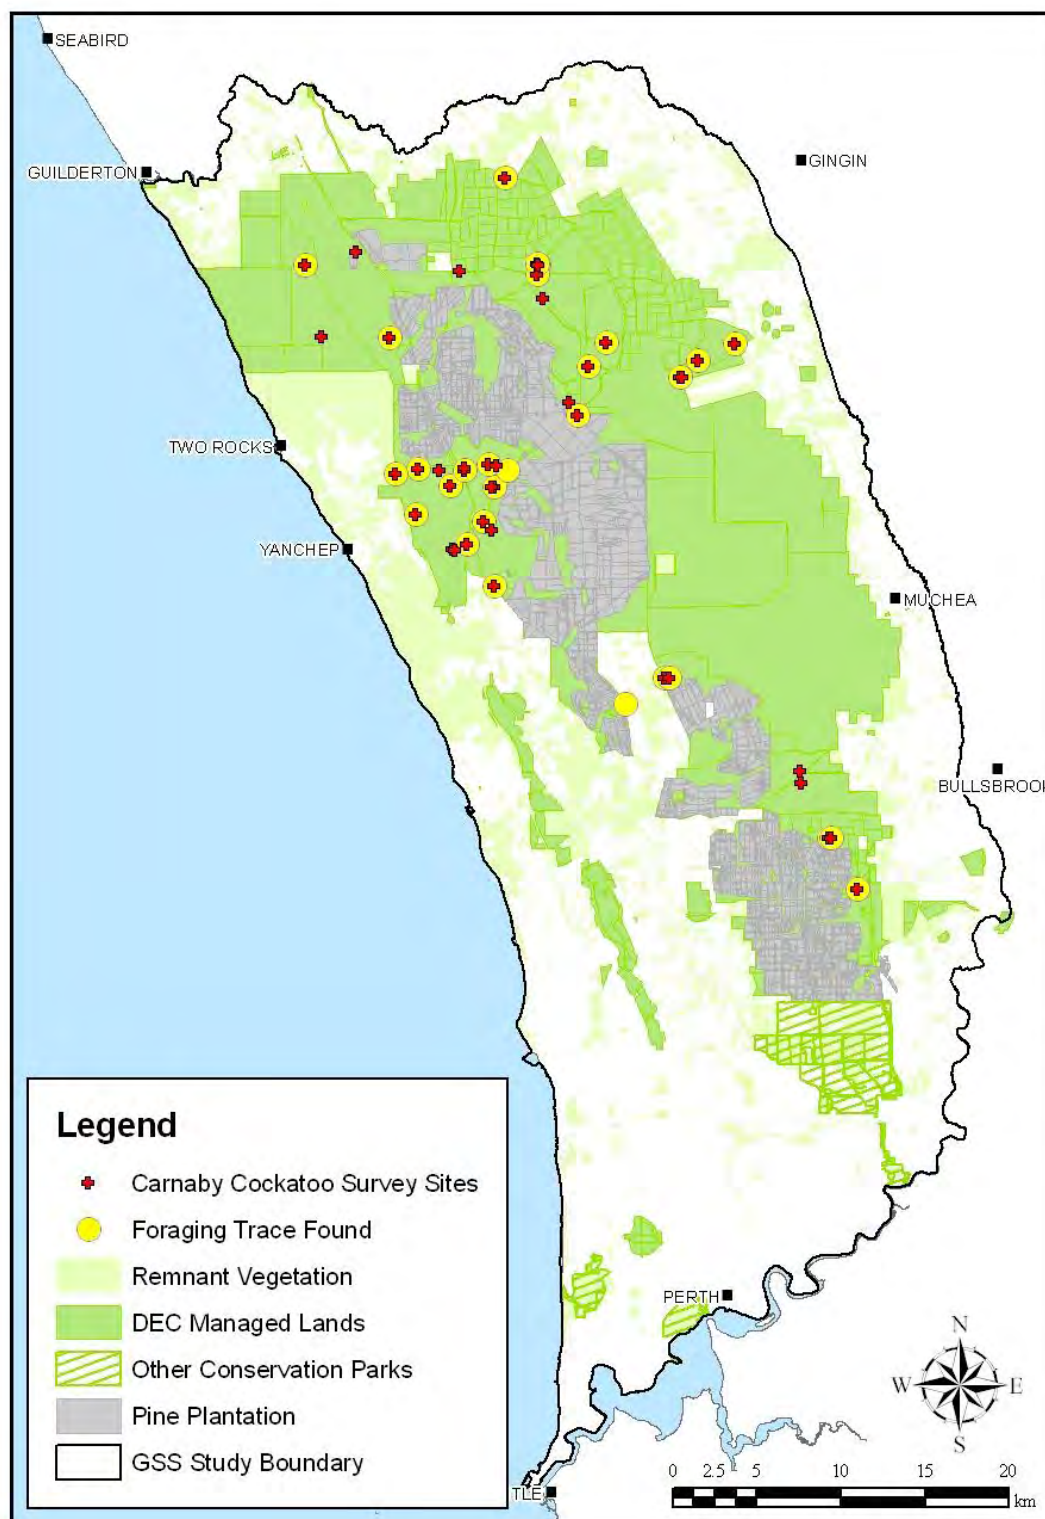 SEABIRD
GINGIN
GUILDERTON
TWO ROCKS
YANCHEP
MUCHEA
BULLSBROOK
Legend
Carnaby Cockatoo Survey Sites
Foraging Trace Found
Remnant Vegetation
DEC Managed Lands
Other Conservation Parks
Pine Plantation
GSS Study Boundary
PERTH
N
W E
S
TLE
0 2.5 5 10 15 20
km